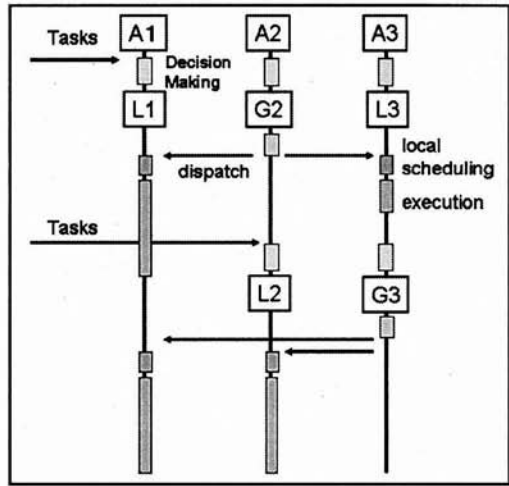 Tasks
A1
A2
A3
Decision
Making
L1
G2
L3
dispatch
local
scheduling
execution
Tasks
L2
G3